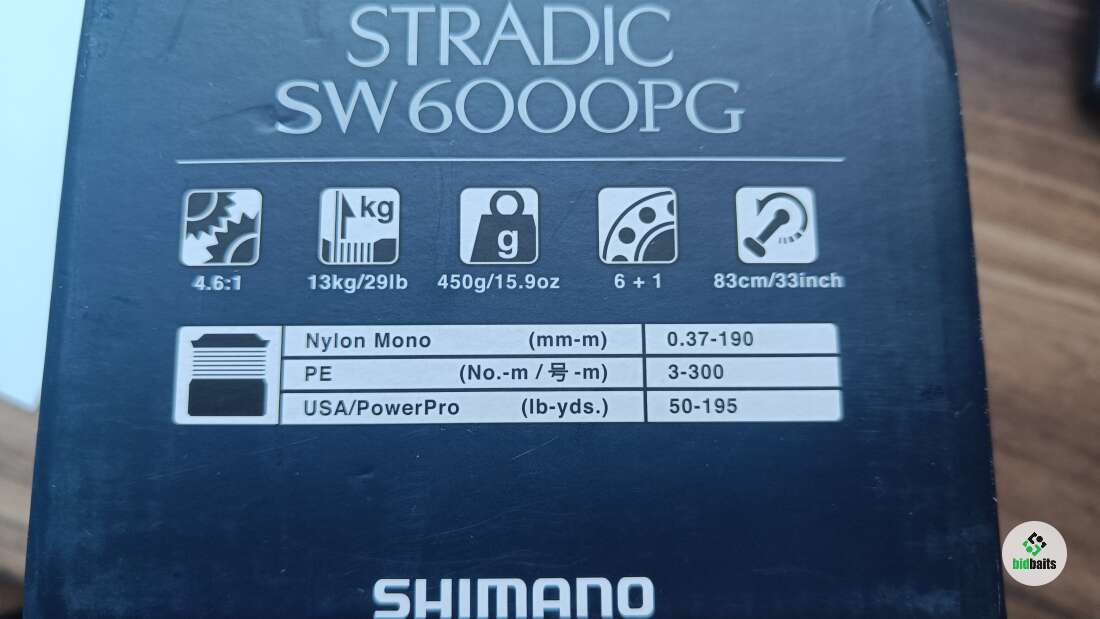 STRADIC
SW 6000PG
kg
g
4.6:1 13kg/29lb 450g/15.9oz 6 + 1 83cm/33inch
Nylon Mono (mm-m) 0.37-190
PE (No.-m / 号 -m) 3-300
USA/PowerPro (lb-yds.) 50-195
SHIMANO
bidbaits